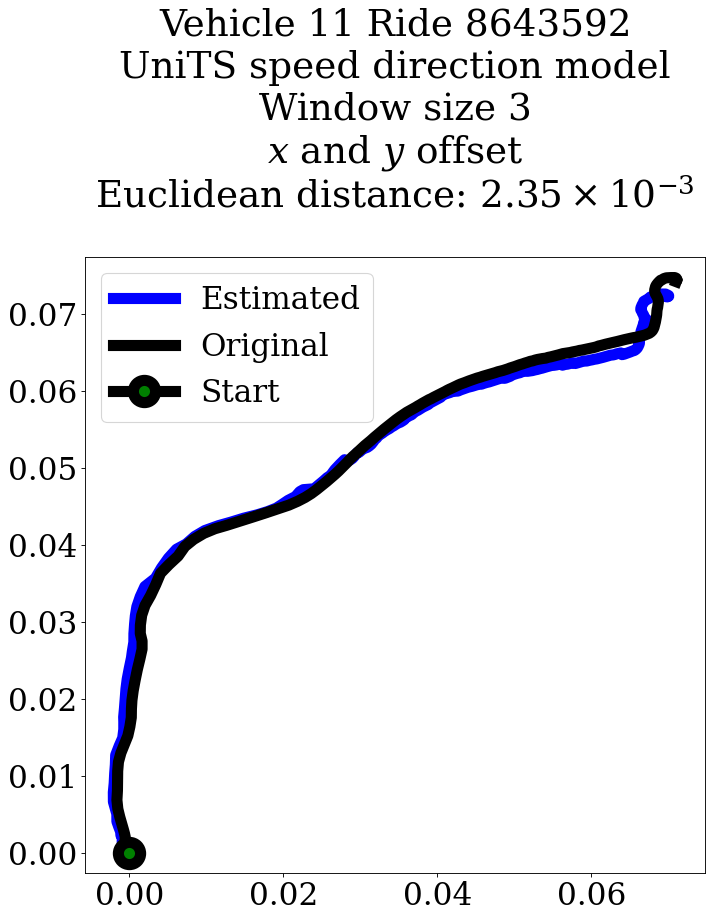 Vehicle 11 Ride 8643592
UniTS speed direction model
Window size 3
x and y offset
Euclidean distance: 2.35 × 10⁻³
Estimated
Original
Start
0.07
0.06
0.05
0.04
0.03
0.02
0.01
0.00
0.00 0.02 0.04 0.06